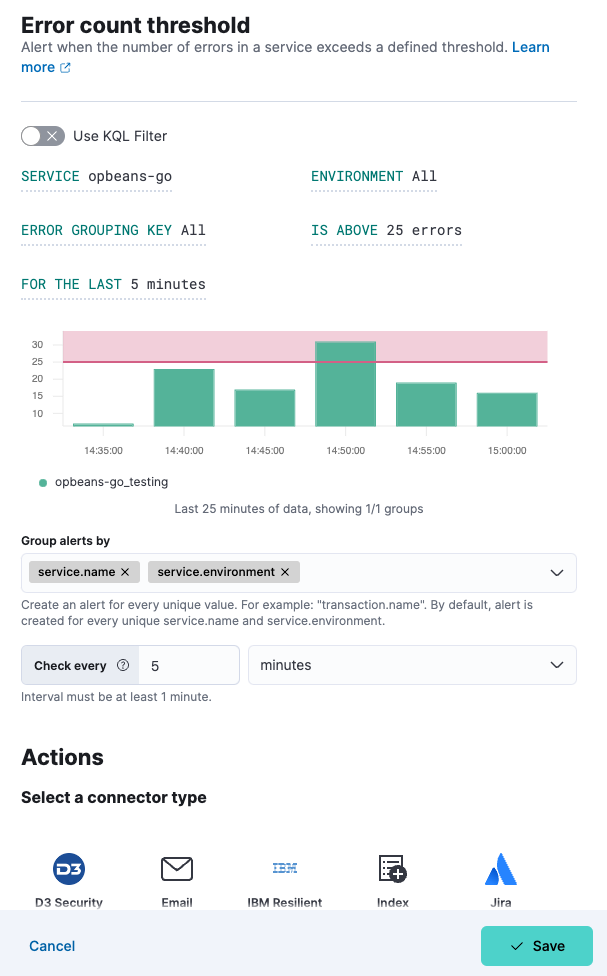 Error count threshold
Alert when the number of errors in a service exceeds a defined threshold. Learn
more
Use KQL Filter
SERVICE opbeans-go
ENVIRONMENT All
ERROR GROUPING KEY All
IS ABOVE 25 errors
FOR THE LAST 5 minutes
30
25
20
15
10
14:35:00
14:40:00
14:45:00
14:50:00
14:55:00
15:00:00
opbeans-go_testing
Last 25 minutes of data, showing 1/1 groups
Group alerts by
service.name
service.environment
Create an alert for every unique value. For example: "transaction.name". By default, alert is
created for every unique service.name and service.environment.
Check every
5
minutes
Interval must be at least 1 minute.
Actions
Select a connector type
D3
IBM
D3 Security
Email
IBM Resilient
Index
Jira
Cancel
Save